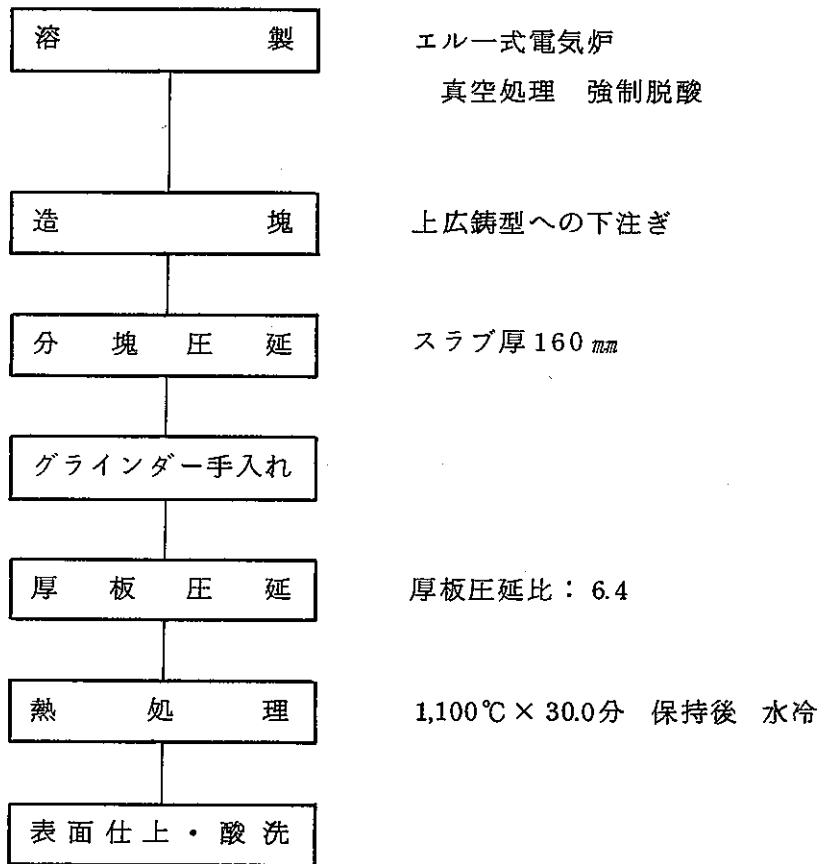 溶製 エルー式電気炉
真空処理 強制脱酸
造塊 上広鋳型への下注ぎ
分塊圧延 スラブ厚160mm
グラインダー手入れ
厚板圧延 厚板圧延比：6.4
熱処理 1,100℃×30.0分 保持後 水冷
表面仕上・酸洗